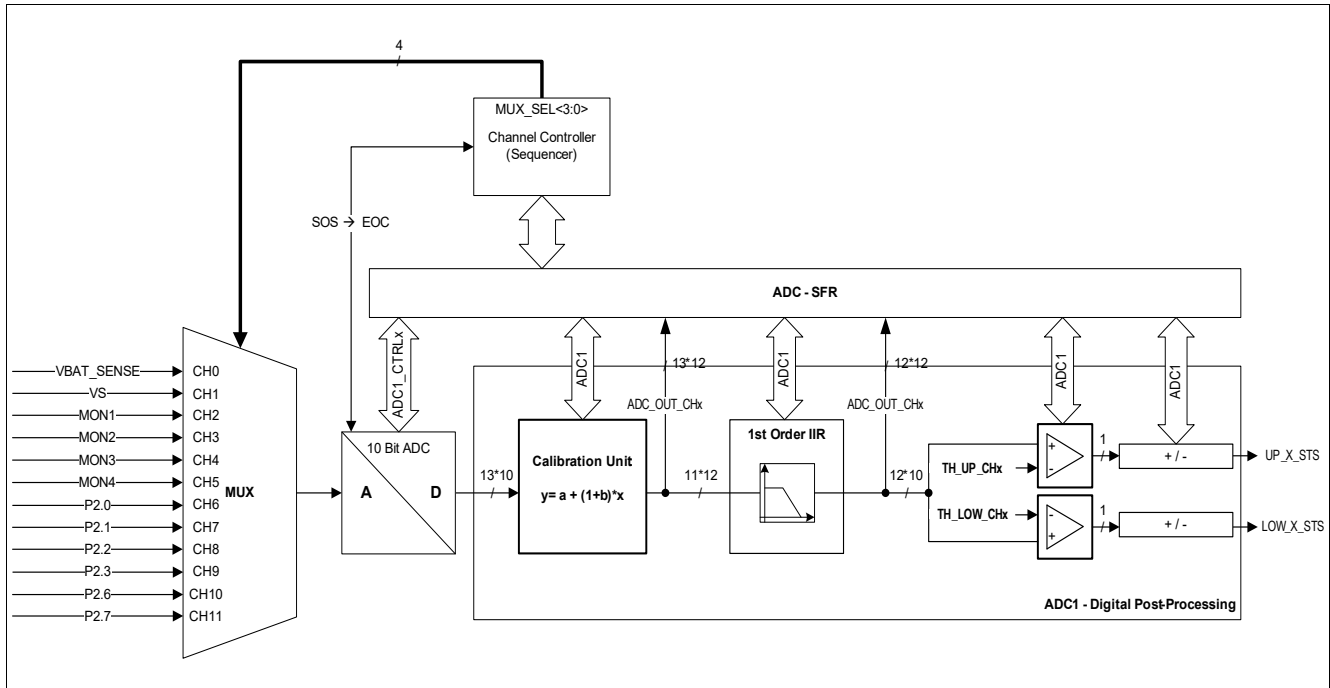 4
MUX_SEL<3:0>
Channel Controller
(Sequencer)
SOS → EOC
ADC - SFR
ADC1_CTRLx
ADC1
13*12
ADC1
12*12
ADC1
ADC1
VBAT_SENSE CH0
VS CH1
MON1 CH2
MON2 CH3
MON3 CH4
MON4 CH5
P2.0 CH6
P2.1 CH7
P2.2 CH8
P2.3 CH9
P2.6 CH10
P2.7 CH11
MUX
10 Bit ADC
A D
13*10
Calibration Unit
y= a + (1+b)*x
ADC_OUT_CHx
11*12
1st Order IIR
ADC_OUT_CHx
12*10
TH_UP_CHx
+
-
1
+ / -
UP_X_STS
TH_LOW_CHx
-
+
1
+ / -
LOW_X_STS
ADC1 - Digital Post-Processing